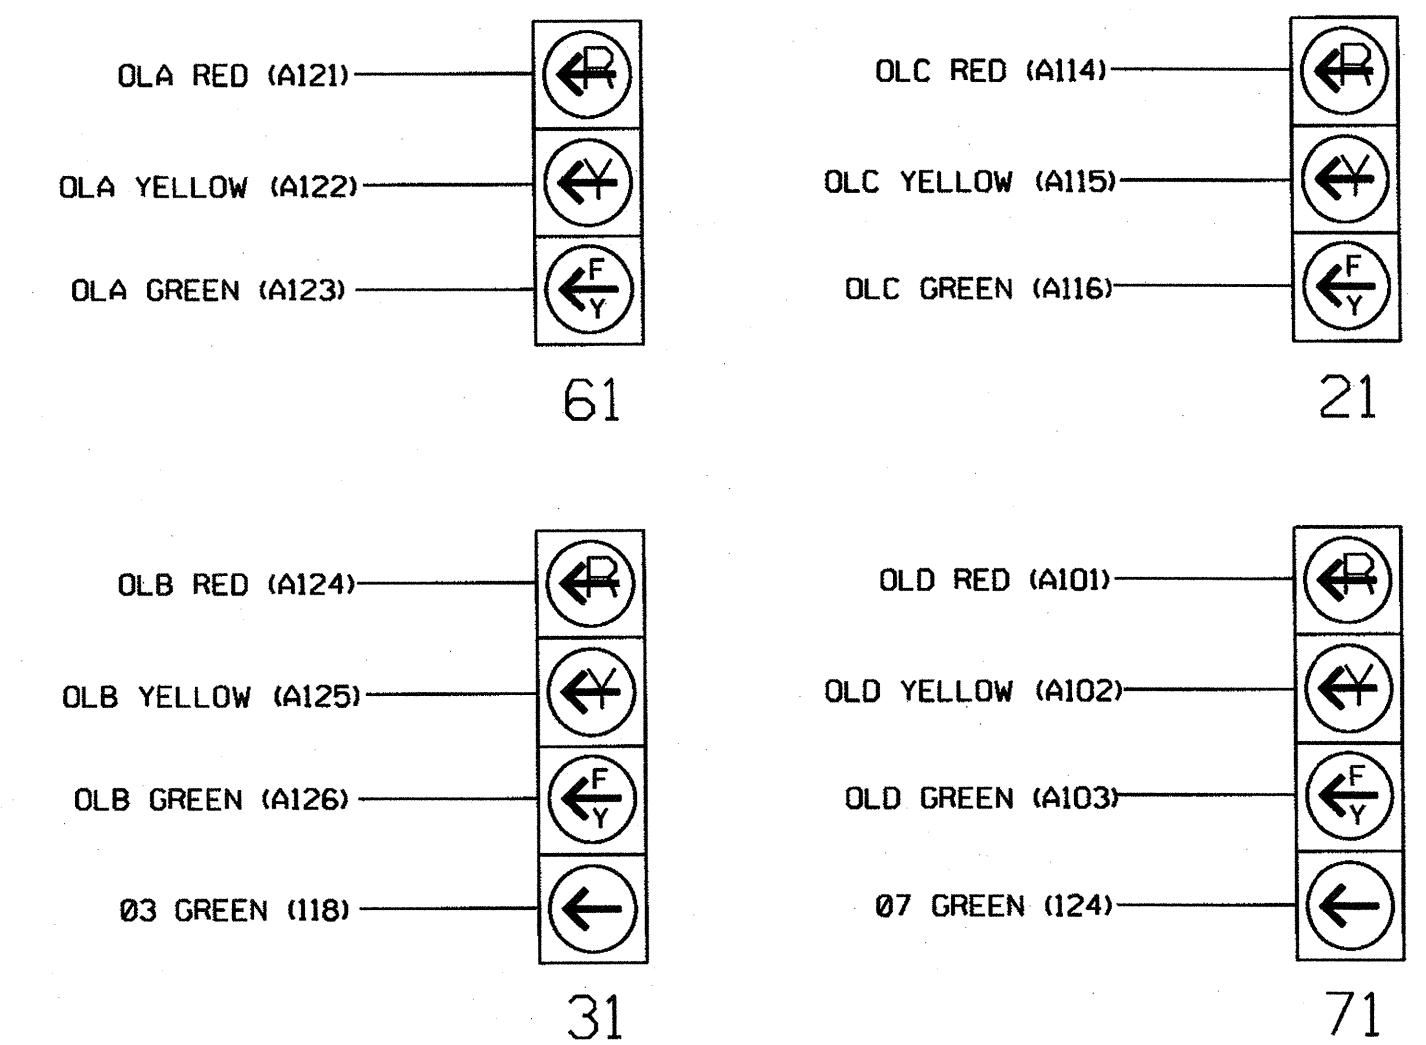 OLA RED (A121)
R
OLA YELLOW (A122)
Y
OLA GREEN (A123)
F
Y
61
OLC RED (A114)
R
OLC YELLOW (A115)
Y
OLC GREEN (A116)
F
Y
21
OLB RED (A124)
R
OLB YELLOW (A125)
Y
OLB GREEN (A126)
F
Y
Ø3 GREEN (118)
31
OLD RED (A101)
R
OLD YELLOW (A102)
Y
OLD GREEN (A103)
F
Y
Ø7 GREEN (124)
71